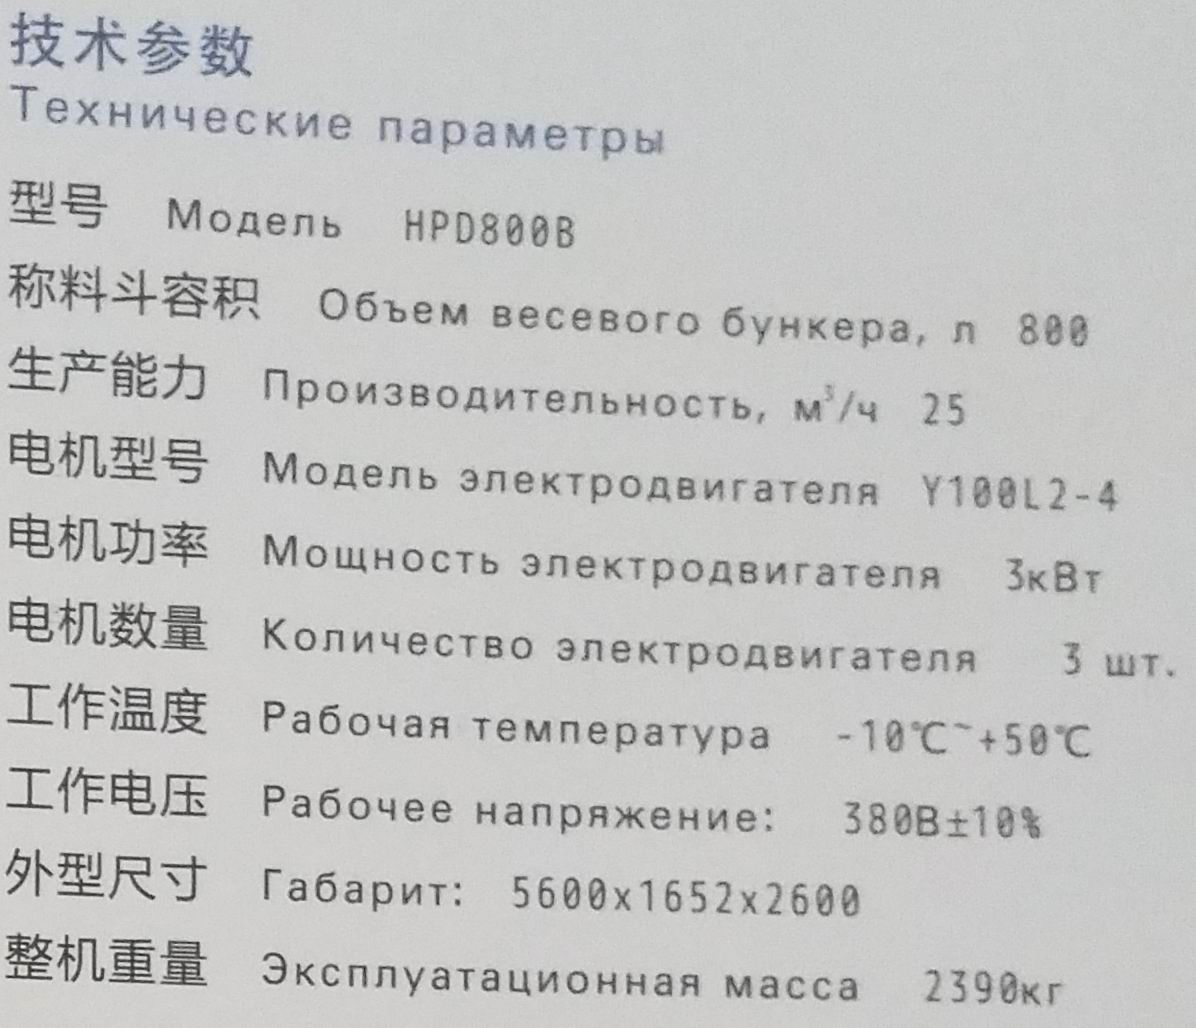 技术参数
Технические параметры
型号 Модель HPD800B
称料斗容积 Объем весевого бункера, л 800
生产能力 Производительность, м³/ч 25
电机型号 Модель электродвигателя Y100L2-4
电机功率 Мощность электродвигателя 3кВт
电机数量 Количество электродвигателя 3 шт.
工作温度 Рабочая температура -10℃~+50℃
工作电压 Рабочее напряжение: 380В±10%
外型尺寸 Габарит: 5600x1652x2600
整机重量 Эксплуатационная масса 2390кг